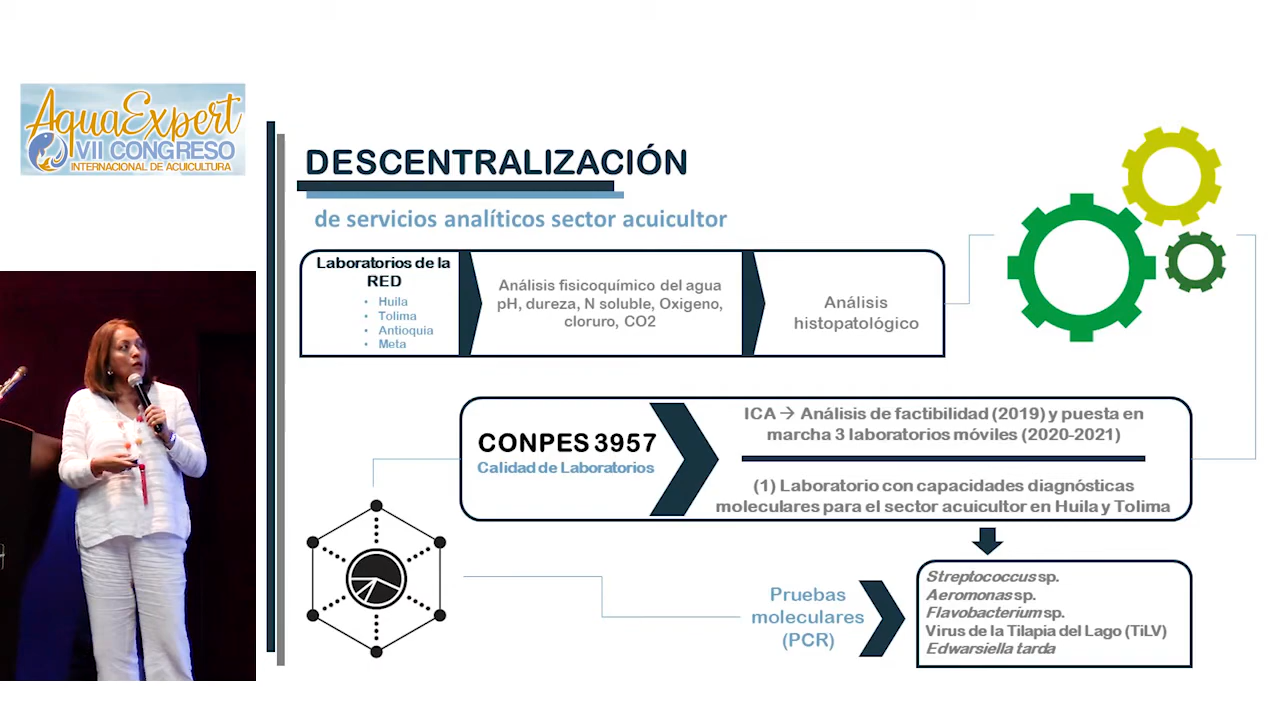 AquaExpert
VII CONGRESO
INTERNACIONAL DE ACUICULTURA
DESCENTRALIZACIÓN
de servicios analíticos sector acuicultor
Laboratorios de la
RED
• Huila
• Tolima
• Antioquia
• Meta
Análisis fisicoquímico del agua
pH, dureza, N soluble, Oxigeno,
cloruro, CO2
Análisis
histopatológico
CONPES 3957
Calidad de Laboratorios
ICA → Análisis de factibilidad (2019) y puesta en
marcha 3 laboratorios móviles (2020-2021)
(1) Laboratorio con capacidades diagnósticas
moleculares para el sector acuicultor en Huila y Tolima
Pruebas
moleculares
(PCR)
Streptococcus sp.
Aeromonas sp.
Flavobacterium sp.
Virus de la Tilapia del Lago (TiLV)
Edwarsiella tarda